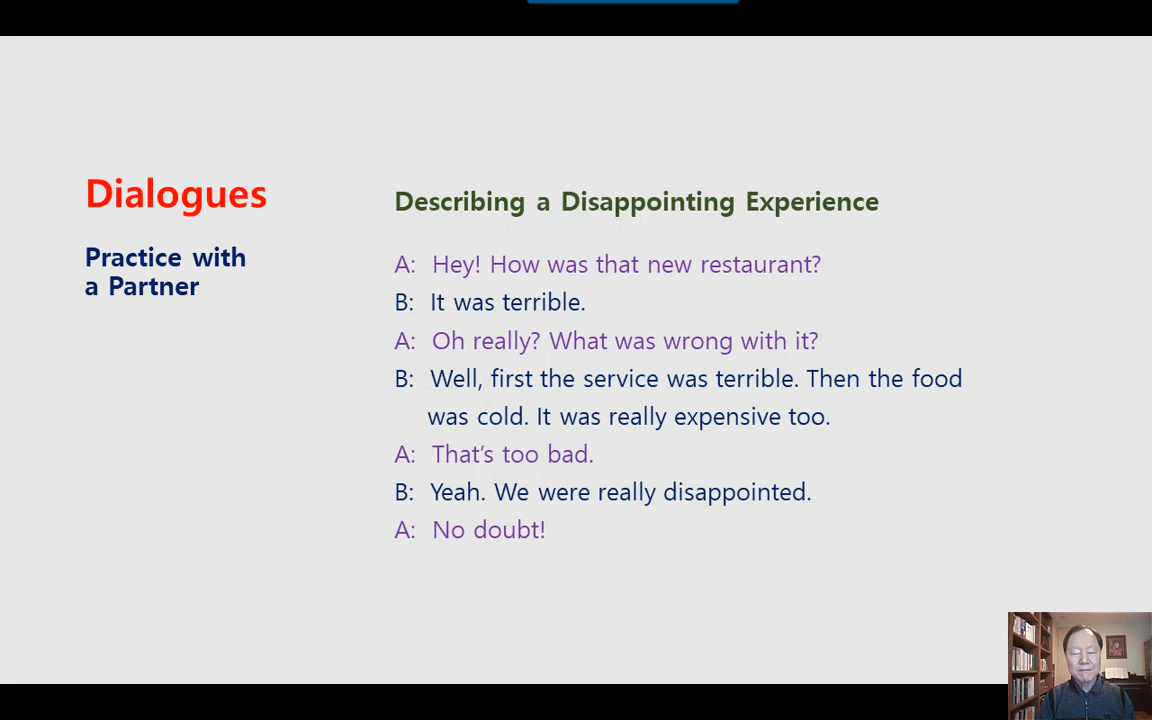 Dialogues
Practice with
a Partner
Describing a Disappointing Experience
A: Hey! How was that new restaurant?
B: It was terrible.
A: Oh really? What was wrong with it?
B: Well, first the service was terrible. Then the food
was cold. It was really expensive too.
A: That's too bad.
B: Yeah. We were really disappointed.
A: No doubt!